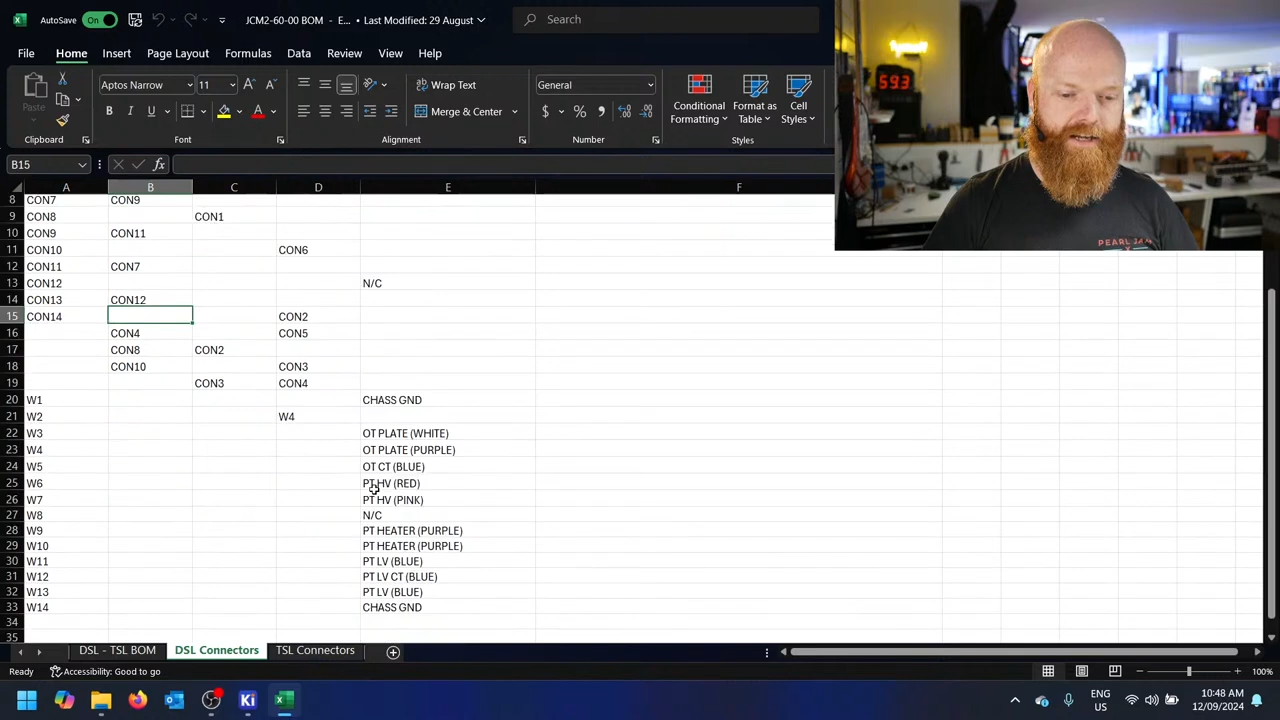 AutoSave On JCM2-60-00 BOM - E... • Last Modified: 29 August Search
File Home Insert Page Layout Formulas Data Review View Help
Paste Aptos Narrow 11 B I U Wrap Text Merge & Center General $ % Conditional Formatting Format as Table Cell Styles
Clipboard Font Alignment Number Styles
B15 fx
A B C D E F
8 CON7 CON9
9 CON8 CON1
10 CON9 CON11
11 CON10 CON6
12 CON11 CON7
13 CON12 N/C
14 CON13 CON12
15 CON14 CON2
16 CON4 CON5
17 CON8 CON2
18 CON10 CON3
19 CON3 CON4
20 W1 CHASS GND
21 W2 W4
22 W3 OT PLATE (WHITE)
23 W4 OT PLATE (PURPLE)
24 W5 OT CT (BLUE)
25 W6 PT HV (RED)
26 W7 PT HV (PINK)
27 W8 N/C
28 W9 PT HEATER (PURPLE)
29 W10 PT HEATER (PURPLE)
30 W11 PT LV (BLUE)
31 W12 PT LV CT (BLUE)
32 W13 PT LV (BLUE)
33 W14 CHASS GND
34
35
DSL - TSL BOM DSL Connectors TSL Connectors
Ready Accessibility: Good to go 100%
Ki ENG US 10:48 AM 12/09/2024
593
PEARL JAM